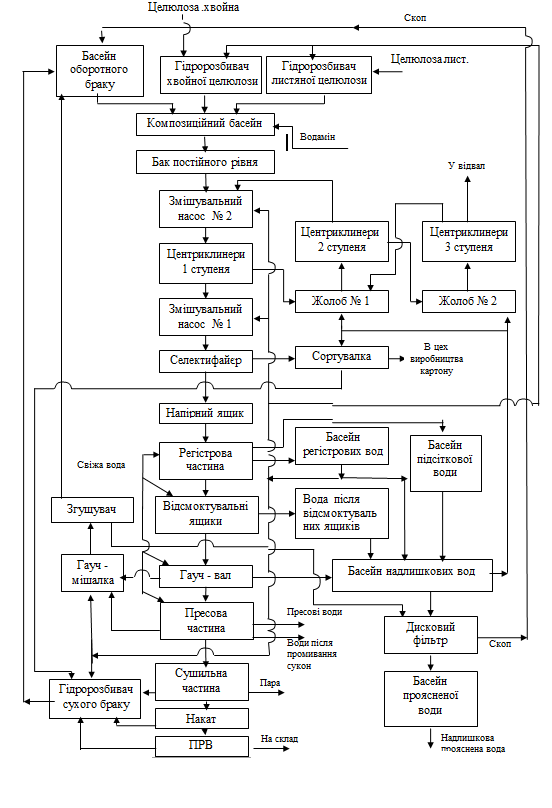 Целюлоза .хвойна
Скоп
Басейн
оборотного
браку
Гідророзбивач
хвойної целюлози
Гідророзбивач
листяної целюлози
Целюлоза лист.
Композиційний басейн
Водамін
Бак постійного рівня
У відвал
Змішувальний
насос № 2
Центриклинери
2 ступеня
Центриклинери
3 ступеня
Центриклинери
1 ступеня
Жолоб № 1
Жолоб № 2
Змішувальний
насос № 1
Селектифайєр
Сортувалка
В цех
виробництва
картону
Напірний ящик
Басейн
регістрових вод
Басейн
підсіткової
води
Регістрова
частина
Свіжа вода
Згущувач
Відсмоктувальні
ящики
Вода після
відсмоктуваль
них ящиків
Гауч -
мішалка
Гауч - вал
Басейн надлишкових вод
Пресова
частина
Пресові води
Води після
промивання
сукон
Дисковий
фільтр
Скоп
Сушильна
частина
Пара
Гідророзбивач
сухого браку
Басейн
проясненої
води
Накат
ПРВ
На склад
Надлишкова
прояснена вода